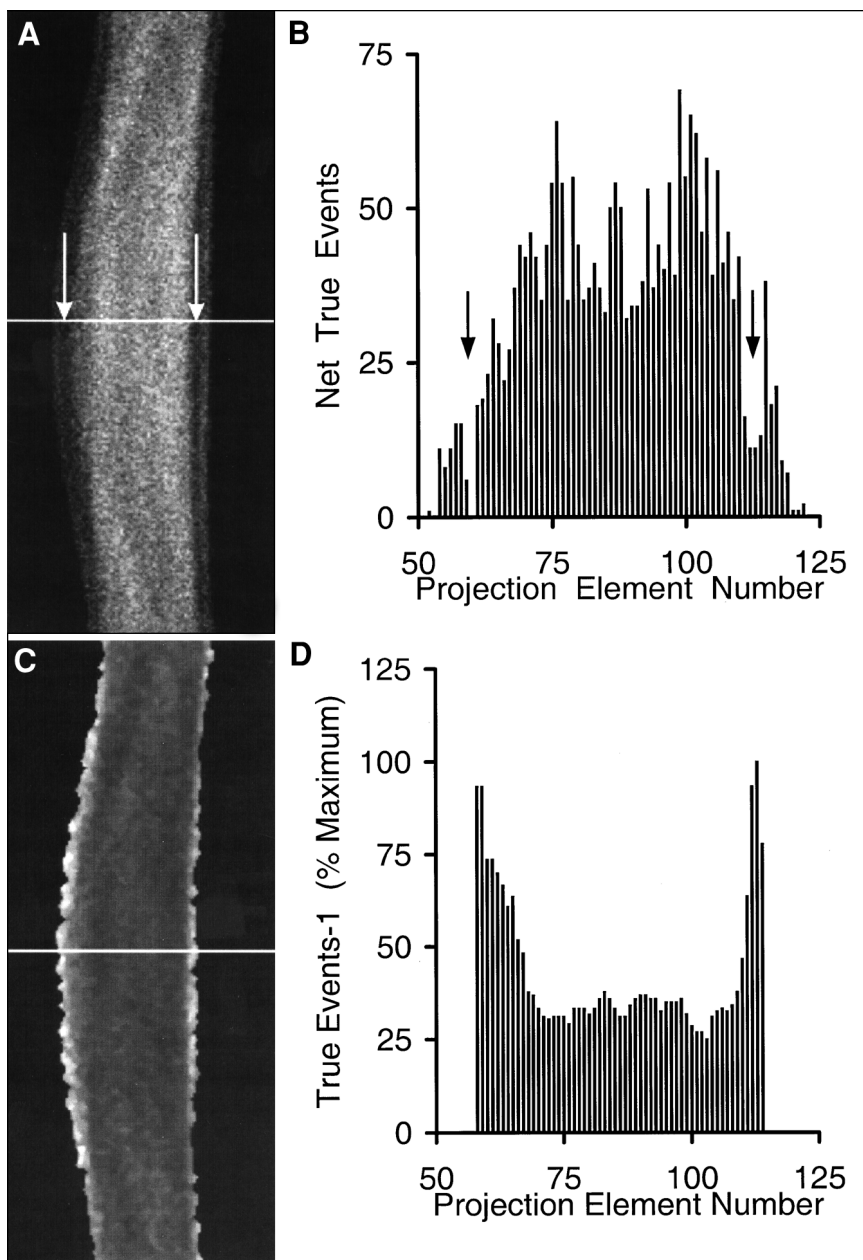 A
B
75
50
25
0
Net True Events
50 75 100 125
Projection Element Number
C
D
125
100
75
50
25
0
True Events-1 (% Maximum)
50 75 100 125
Projection Element Number